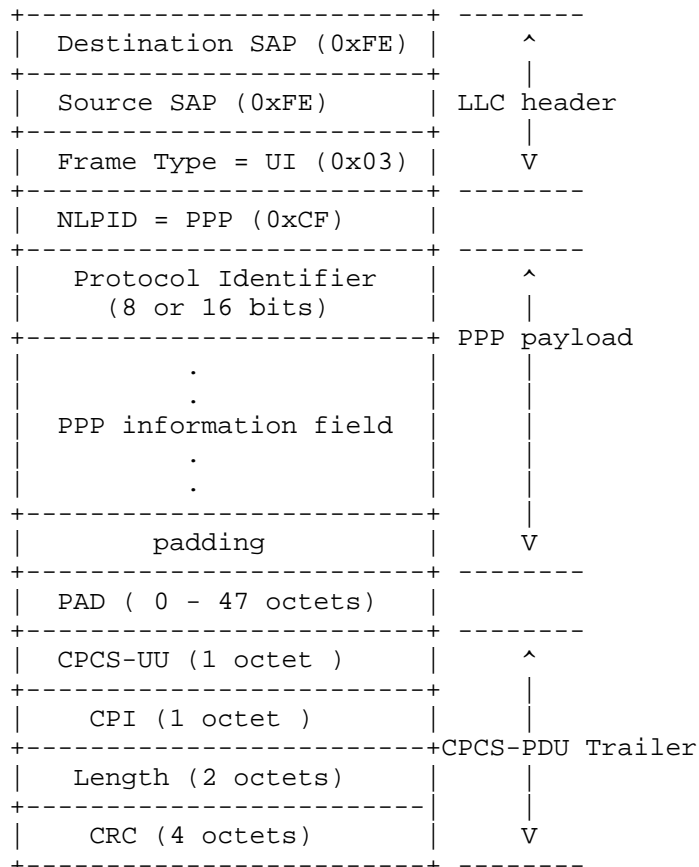 Destination SAP (0xFE)
Source SAP (0xFE) LLC header
Frame Type = UI (0x03)
NLPID = PPP (0xCF)
Protocol Identifier
(8 or 16 bits)
PPP payload
.
.
PPP information field
.
.
padding
PAD ( 0 - 47 octets)
CPCS-UU (1 octet )
CPI (1 octet )
CPCS-PDU Trailer
Length (2 octets)
CRC (4 octets)